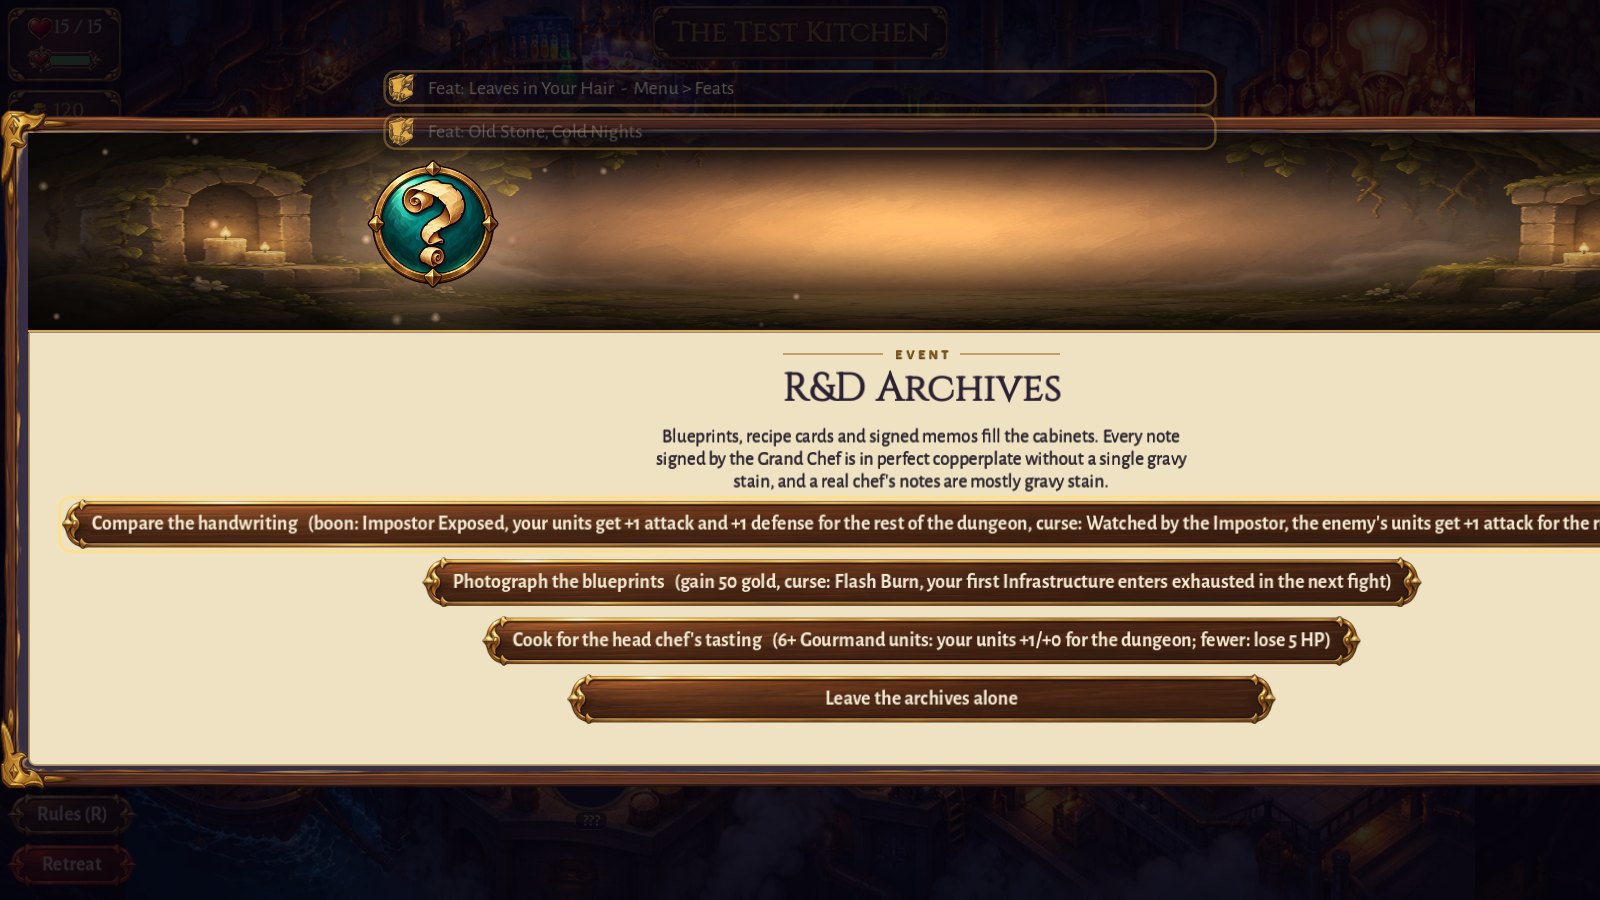 15 / 15
THE TEST KITCHEN
120
Feat: Leaves in Your Hair - Menu > Feats
Feat: Old Stone, Cold Nights
EVENT
R&D ARCHIVES
Blueprints, recipe cards and signed memos fill the cabinets. Every note
signed by the Grand Chef is in perfect copperplate without a single gravy
stain, and a real chef's notes are mostly gravy stain.
Compare the handwriting (boon: Impostor Exposed, your units get +1 attack and +1 defense for the rest of the dungeon, curse: Watched by the Impostor, the enemy's units get +1 attack for the
Photograph the blueprints (gain 50 gold, curse: Flash Burn, your first Infrastructure enters exhausted in the next fight)
Cook for the head chef's tasting (6+ Gourmand units: your units +1/+0 for the dungeon; fewer: lose 5 HP)
Leave the archives alone
Rules (R)
???
Retreat